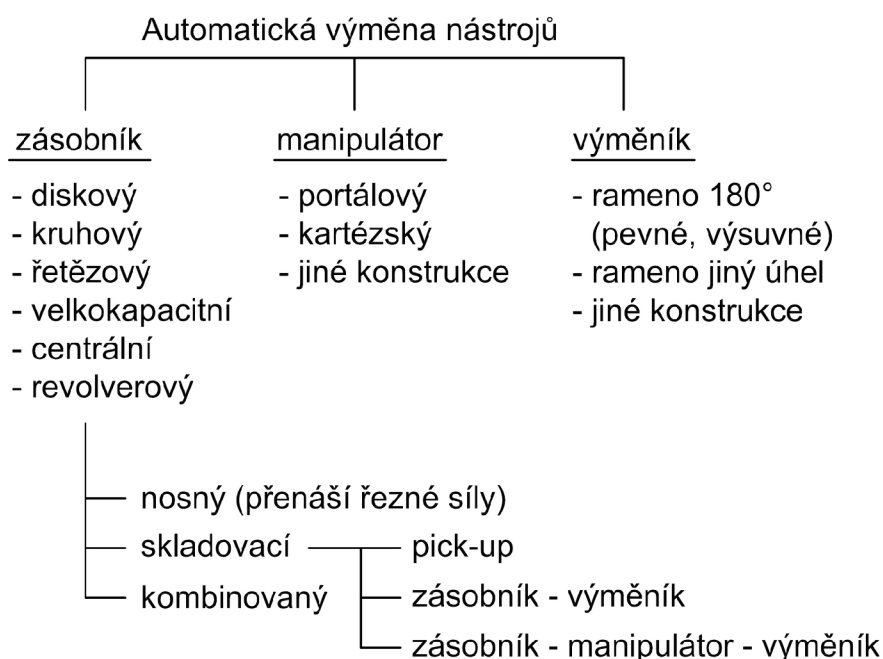 Automatická výměna nástrojů
zásobník
- diskový
- kruhový
- řetězový
- velkokapacitní
- centrální
- revolverový
manipulátor
- portálový
- kartézský
- jiné konstrukce
výměník
- rameno 180°
(pevné, výsuvné)
- rameno jiný úhel
- jiné konstrukce
nosný (přenáší řezné síly)
skladovací
kombinovaný
pick-up
zásobník - výměník
zásobník - manipulátor - výměník